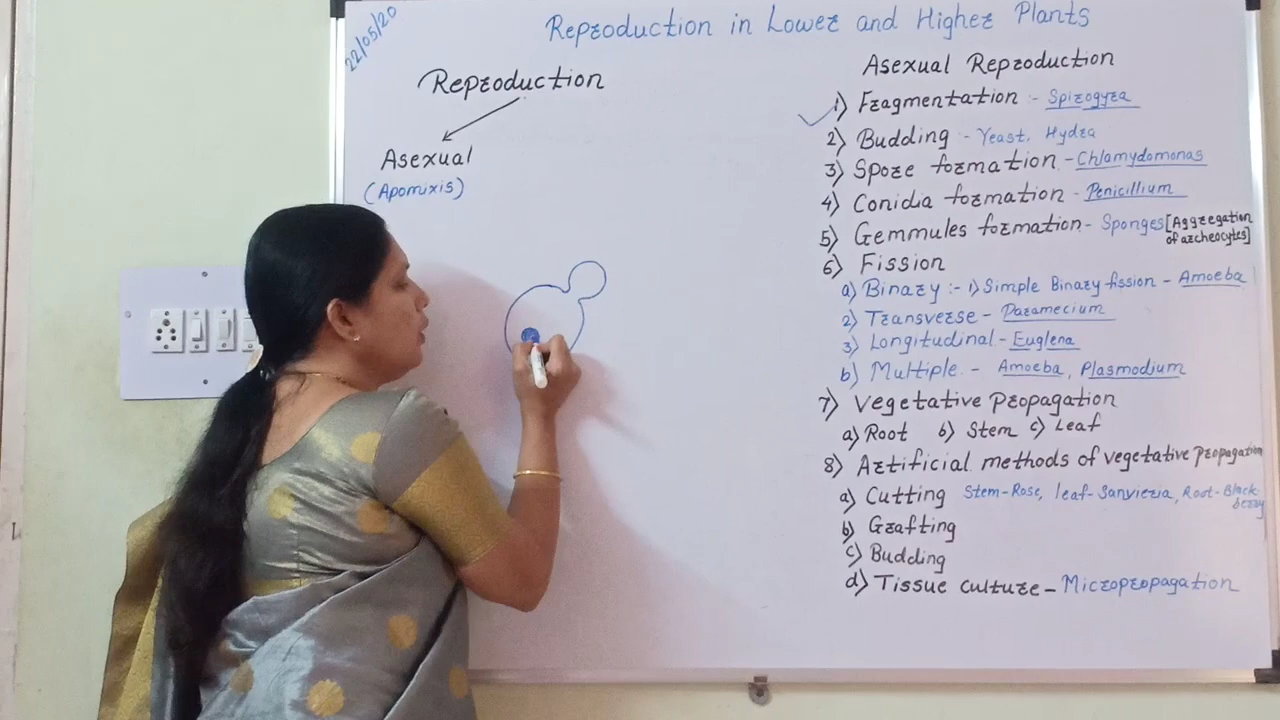 22/05/20
Reproduction in Lower and Higher Plants
Reproduction
Asexual
(Apomixis)
Asexual Reproduction
1) Fragmentation :- Spirogyra
2) Budding - Yeast, Hydra
3) Spore formation - Chlamydomonas
4) Conidia formation - Penicillium
5) Gemmules formation - Sponges [Aggregation
of archeocytes]
6) Fission
a) Binary :- 1) Simple Binary fission - Amoeba
2) Transverse - Paramecium
3) Longitudinal - Euglena
b) Multiple - Amoeba, Plasmodium
7) Vegetative Propagation
a) Root b) Stem c) Leaf
8) Artificial methods of vegetative propagation
a) Cutting Stem-Rose, leaf-Sanvieria, Root-Black-
berry
b) Grafting
c) Budding
d) Tissue culture - Micropropagation